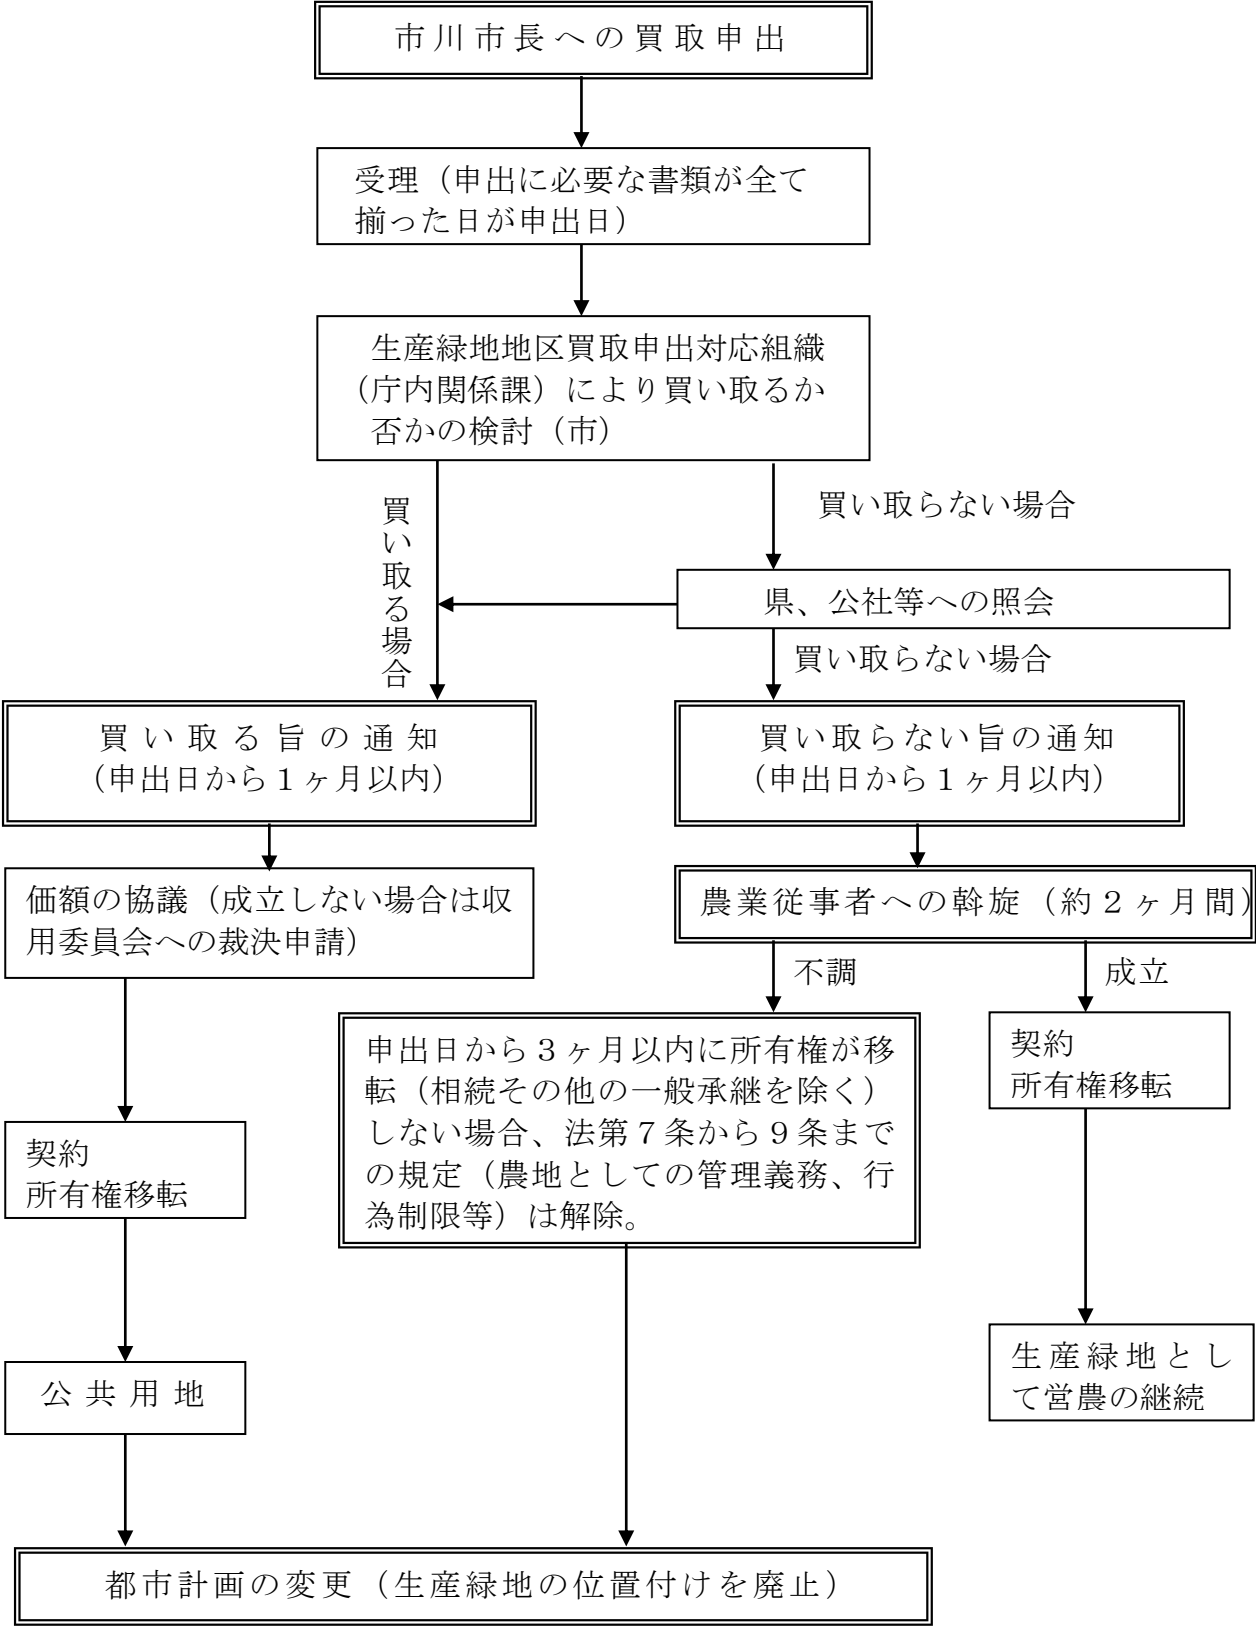 市川市長への買取申出
受理（申出に必要な書類が全て
揃った日が申出日）
生産緑地地区買取申出対応組織
（庁内関係課）により買い取るか
否かの検討（市）
買い取る場合
買い取らない場合
県、公社等への照会
買い取らない場合
買い取る旨の通知
（申出日から１ヶ月以内）
買い取らない旨の通知
（申出日から１ヶ月以内）
価額の協議（成立しない場合は収
用委員会への裁決申請）
農業従事者への斡旋（約２ヶ月間）
不調
成立
申出日から３ヶ月以内に所有権が移
転（相続その他の一般承継を除く）
しない場合、法第７条から９条まで
の規定（農地としての管理義務、行
為制限等）は解除。
契約
所有権移転
契約
所有権移転
生産緑地とし
て営農の継続
公共用地
都市計画の変更（生産緑地の位置付けを廃止）